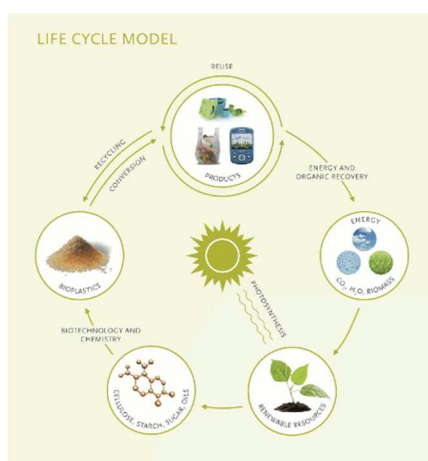 LIFE CYCLE MODEL
REUSE
RECYCLING
CONVERSION
PRODUCTS
ENERGY AND
ORGANIC RECOVERY
ENERGY
CO₂, H₂O, BIOMASS
BIOPLASTICS
PHOTOSYNTHESIS
BIOTECHNOLOGY AND
CHEMISTRY
CELLULOSE, STARCH, SUGAR, OILS
RENEWABLE RESOURCES